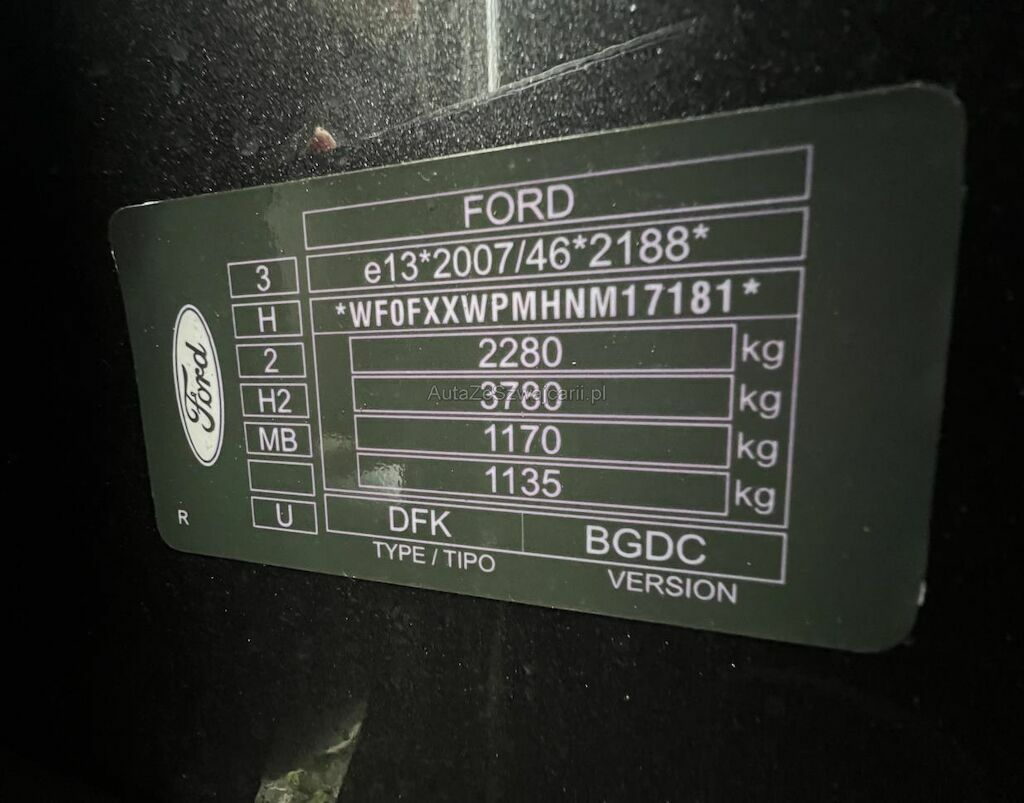 FORD
3 e13*2007/46*2188*
H *WF0FXXWPMHNM17181*
2 2280 kg
H2 3780 kg
MB 1170 kg
1135 kg
U DFK BGDC
TYPE / TIPO VERSION
Ford
R
AutaZeSzwajcarii.pl